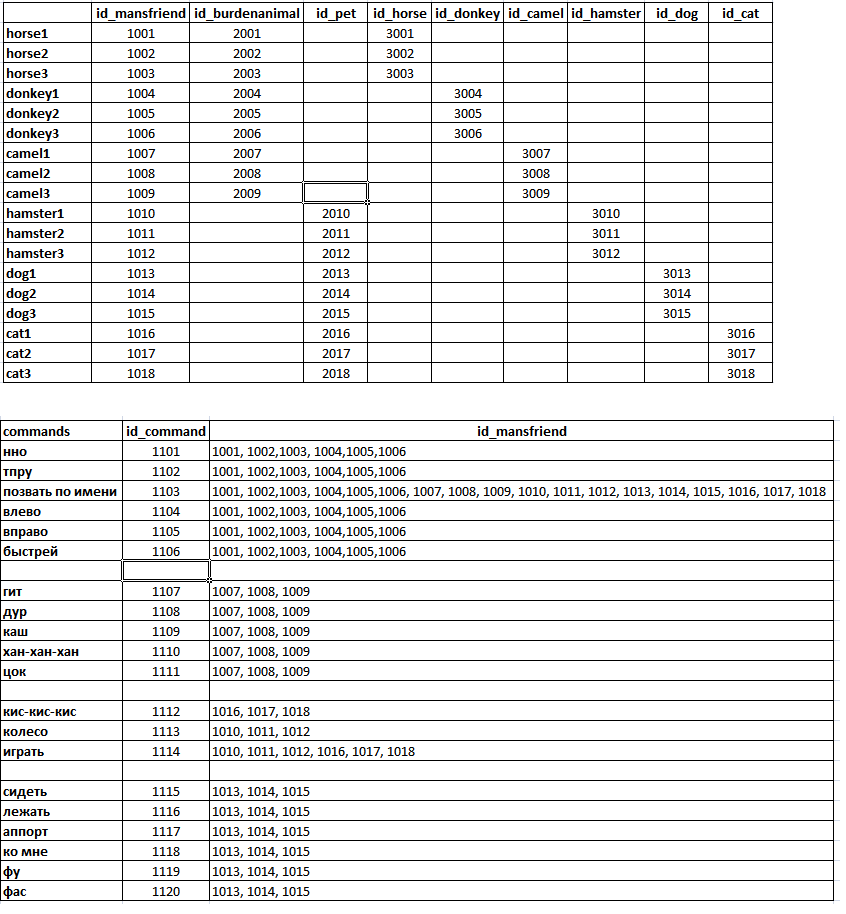 id_mansfriend id_burdenanimal id_pet id_horse id_donkey id_camel id_hamster id_dog id_cat
horse1 1001 2001 3001
horse2 1002 2002 3002
horse3 1003 2003 3003
donkey1 1004 2004 3004
donkey2 1005 2005 3005
donkey3 1006 2006 3006
camel1 1007 2007 3007
camel2 1008 2008 3008
camel3 1009 2009 3009
hamster1 1010 2010 3010
hamster2 1011 2011 3011
hamster3 1012 2012 3012
dog1 1013 2013 3013
dog2 1014 2014 3014
dog3 1015 2015 3015
cat1 1016 2016 3016
cat2 1017 2017 3017
cat3 1018 2018 3018
commands id_command id_mansfriend
нно 1101 1001, 1002,1003, 1004,1005,1006
тпру 1102 1001, 1002,1003, 1004,1005,1006
позвать по имени 1103 1001, 1002,1003, 1004,1005,1006, 1007, 1008, 1009, 1010, 1011, 1012, 1013, 1014, 1015, 1016, 1017, 1018
влево 1104 1001, 1002,1003, 1004,1005,1006
вправо 1105 1001, 1002,1003, 1004,1005,1006
быстрей 1106 1001, 1002,1003, 1004,1005,1006
гит 1107 1007, 1008, 1009
дур 1108 1007, 1008, 1009
каш 1109 1007, 1008, 1009
хан-хан-хан 1110 1007, 1008, 1009
цок 1111 1007, 1008, 1009
кис-кис-кис 1112 1016, 1017, 1018
колесо 1113 1010, 1011, 1012
играть 1114 1010, 1011, 1012, 1016, 1017, 1018
сидеть 1115 1013, 1014, 1015
лежать 1116 1013, 1014, 1015
аппорт 1117 1013, 1014, 1015
ко мне 1118 1013, 1014, 1015
фу 1119 1013, 1014, 1015
фас 1120 1013, 1014, 1015